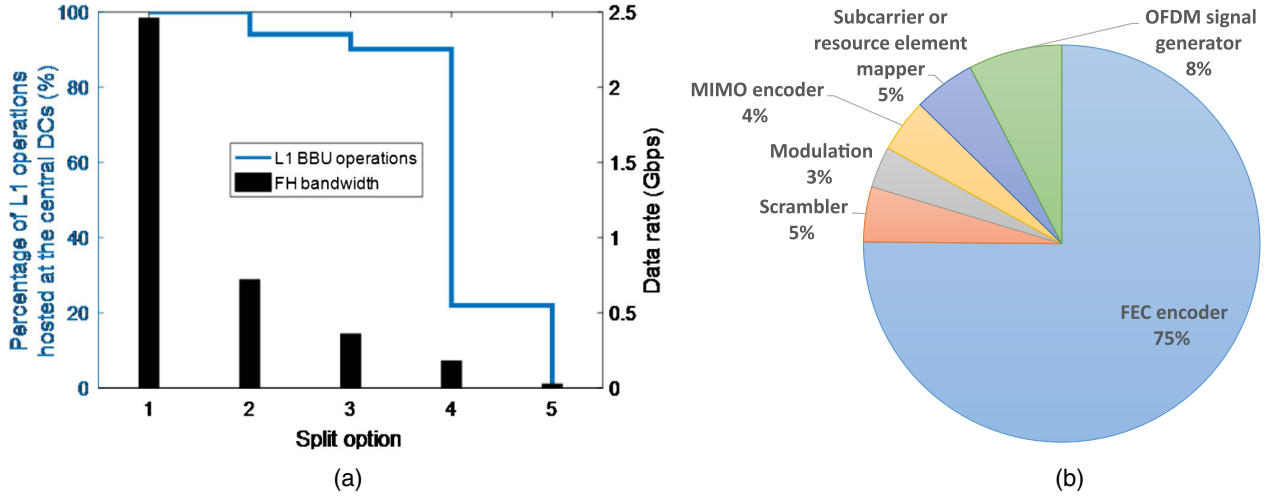 100
80
60
40
20
0
Percentage of L1 operations
hosted at the central DCs (%)
2.5
2
1.5
1
0.5
0
Data rate (Gbps)
L1 BBU operations
FH bandwidth
1 2 3 4 5
Split option
(a)
Subcarrier or
resource element
mapper
5%
OFDM signal
generator
8%
MIMO encoder
4%
Modulation
3%
Scrambler
5%
FEC encoder
75%
(b)